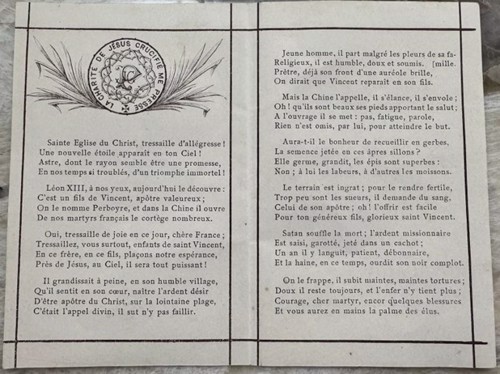 LA CHARITÉ DE JÉSUS CRUCIFIÉ ME PRESSE
Sainte Eglise du Christ, tressaille d'allégresse !
Une nouvelle étoile apparaît en ton Ciel !
Astre, dont le rayon semble être une promesse,
En nos temps si troublés, d'un triomphe immortel !
Léon XIII, à nos yeux, aujourd'hui le découvre :
C'est un fils de Vincent, apôtre valeureux ;
On le nomme Perboyre, et dans la Chine il ouvre
De nos martyrs français le cortège nombreux.
Oui, tressaille de joie en ce jour, chère France ;
Tressaillez, vous surtout, enfants de saint Vincent,
En ce frère, en ce fils, plaçons notre espérance,
Près de Jésus, au Ciel, il sera tout puissant !
Il grandissait à peine, en son humble village,
Qu'il sentit en son cœur, naître l'ardent désir
D'être apôtre du Christ, sur la lointaine plage,
C'était l'appel divin, il sut n'y pas faillir.
Jeune homme, il part malgré les pleurs de sa fa-
Religieux, il est humble, doux et soumis. [mille.
Prêtre, déjà son front d'une auréole brille,
On dirait que Vincent reparaît en son fils.
Mais la Chine l'appelle, il s'élance, il s'envole ;
Oh ! qu'ils sont beaux ses pieds apportant le salut ;
A l'ouvrage il se met : pas, fatigue, parole,
Rien n'est omis, par lui, pour atteindre le but.
Aura-t-il le bonheur de recueillir en gerbes,
La semence jetée en ces âpres sillons ?
Elle germe, grandit, les épis sont superbes :
Non ; à lui les labeurs, à d'autres les moissons.
Le terrain est ingrat ; pour le rendre fertile,
Trop peu sont les sueurs, il demande du sang,
Celui de son apôtre ; oh ! l'offrir est facile
Pour ton généreux fils, glorieux saint Vincent.
Satan souffla la mort ; l'ardent missionnaire
Est saisi, garotté, jeté dans un cachot ;
Un an il y languit, patient, débonnaire,
Et la haine, en ce temps, ourdit son noir complot.
On le frappe, il subit maintes, maintes tortures ;
Doux il reste toujours, et l'enfer n'y tient plus ;
Courage, cher martyr, encor quelques blessures
Et vous aurez en mains la palme des élus.